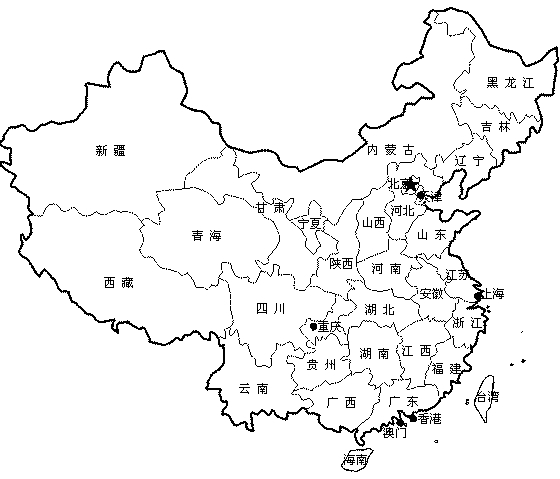 黑龙江
吉林
辽宁
内蒙古
新疆
北京
天津
甘肃
宁夏
山西
河北
青海
山东
陕西
河南
西藏
江苏
安徽
上海
四川
湖北
重庆
浙江
湖南
江西
贵州
福建
云南
广西
广东
台湾
香港
澳门
海南